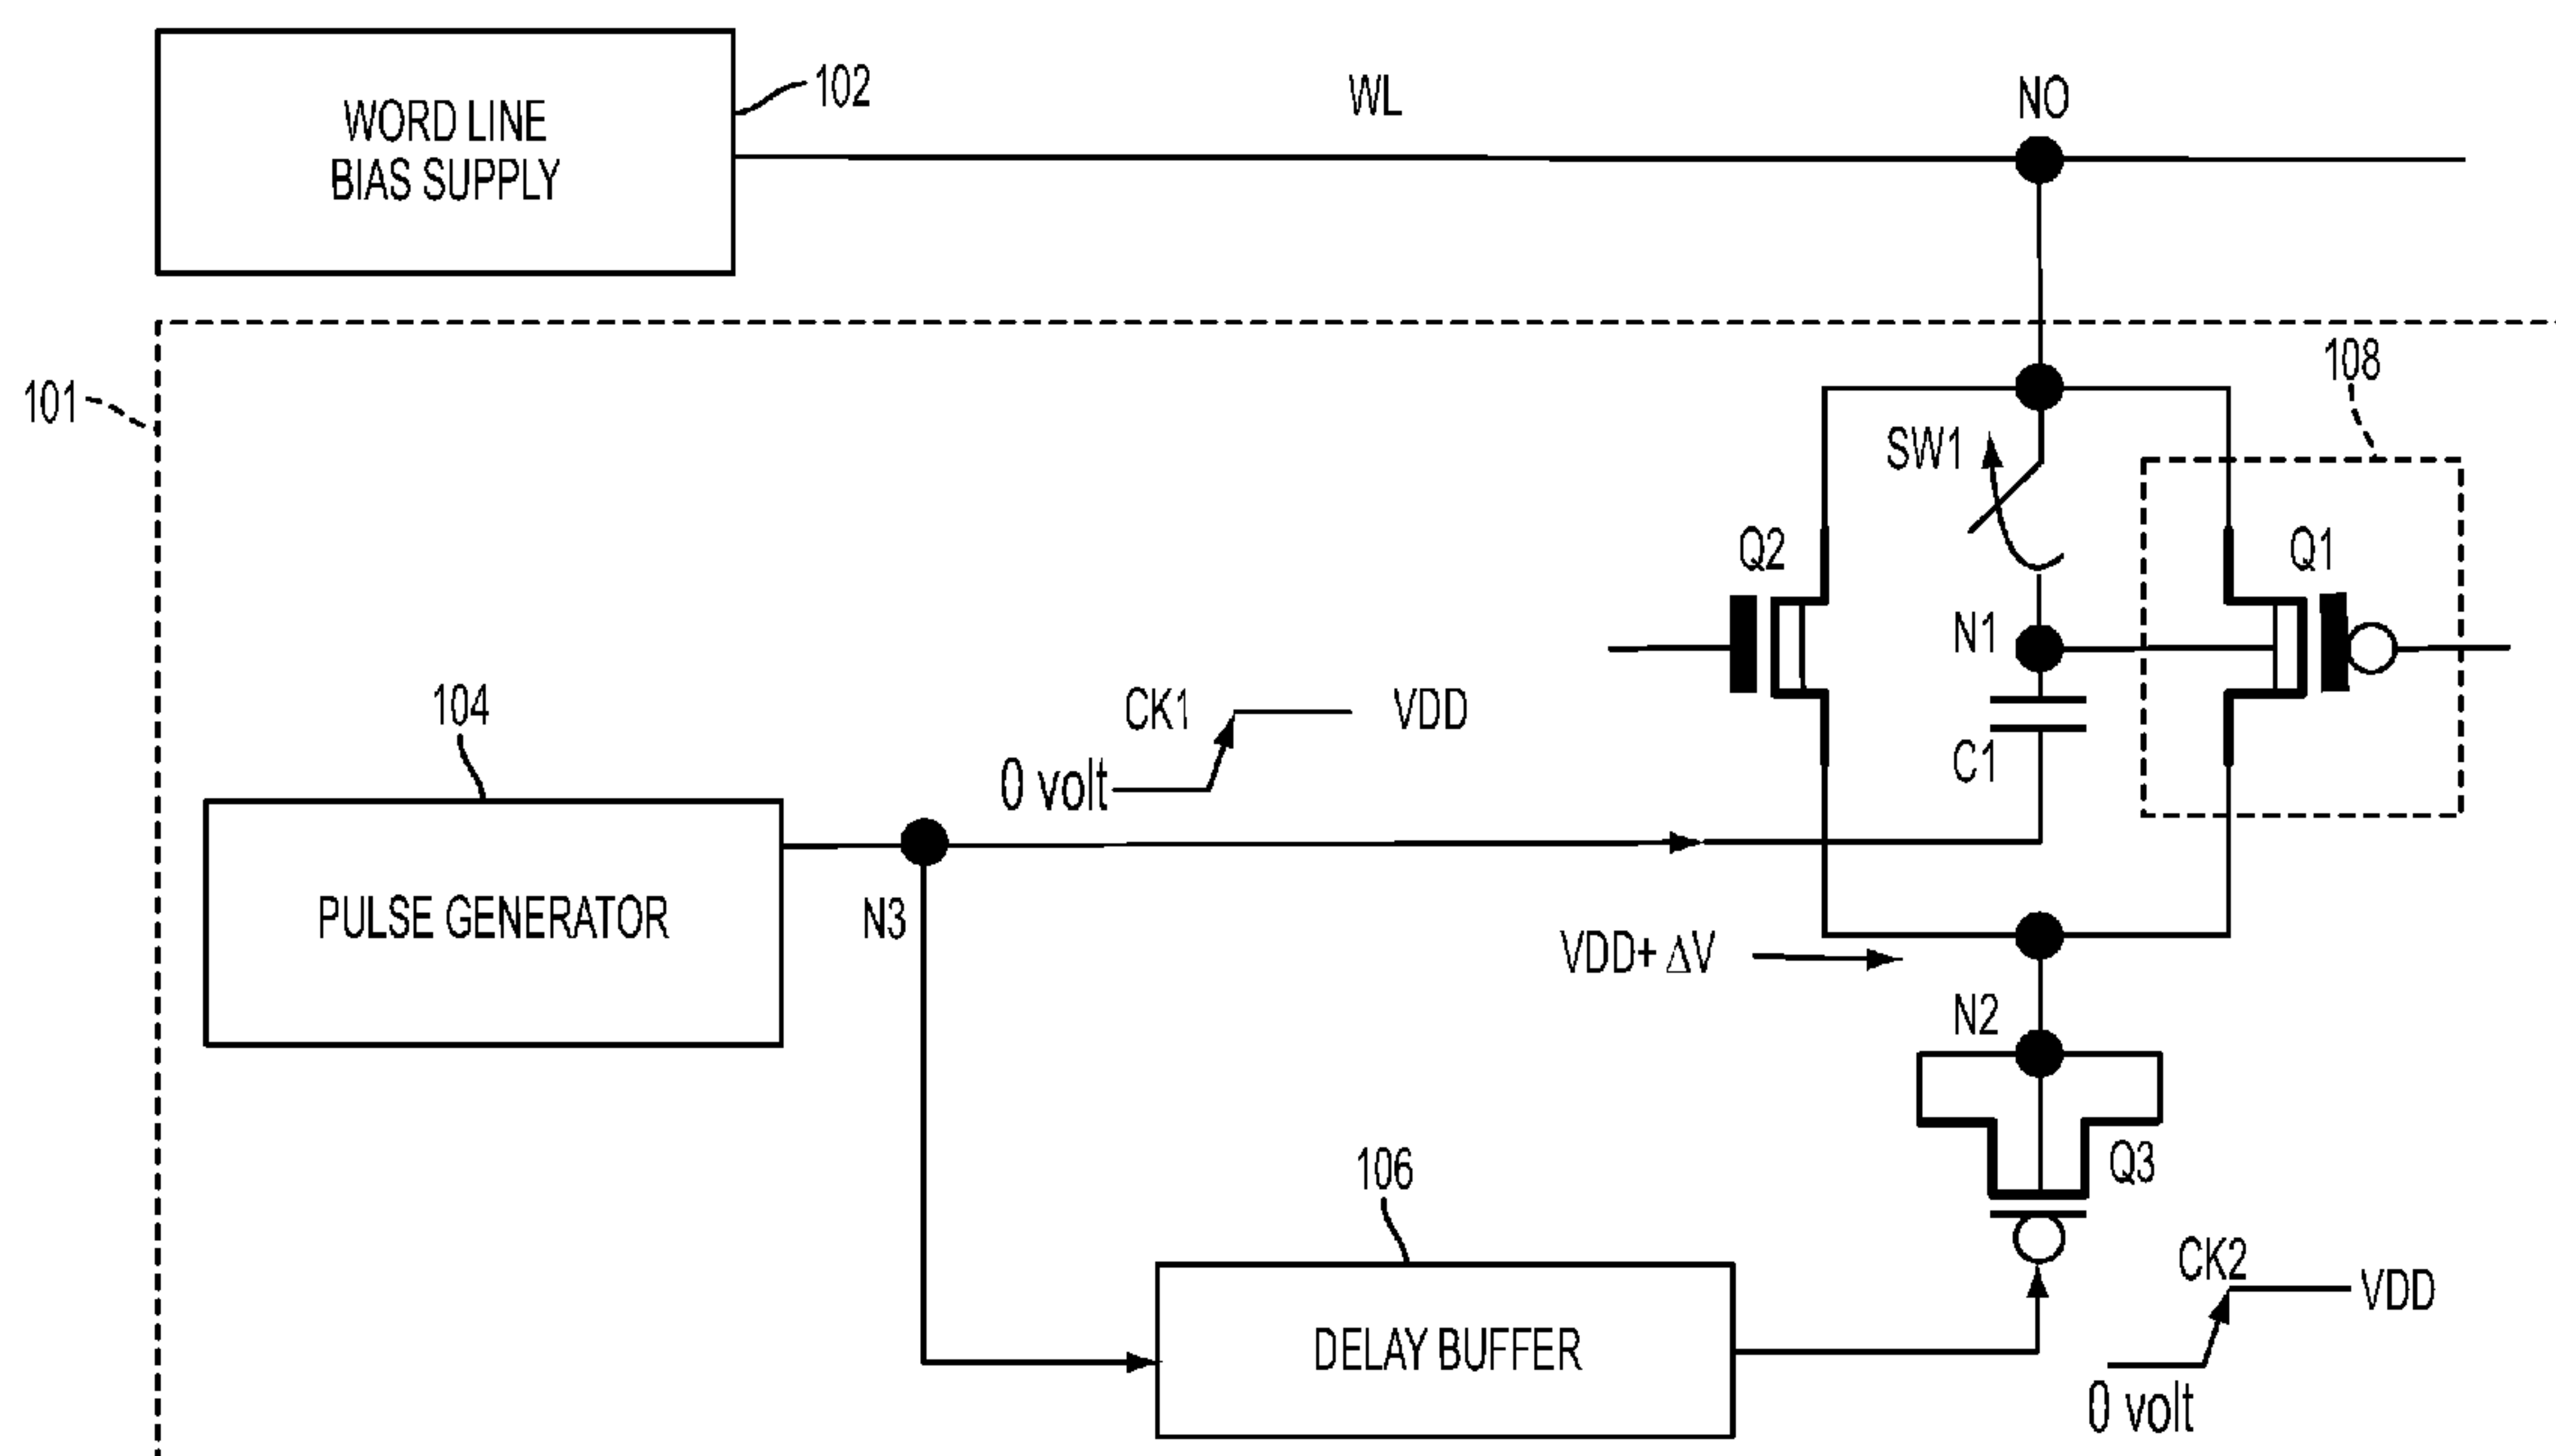 WORD LINE
BIAS SUPPLY
102
WL
NO
101
108
SW1
Q2
Q1
N1
104
CK1
VDD
0 volt
C1
PULSE GENERATOR
N3
VDD+ ΔV
N2
Q3
106
CK2
VDD
DELAY BUFFER
0 volt